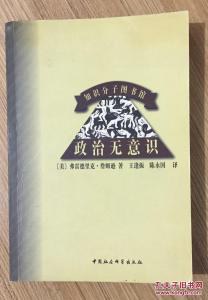 知识分子图书馆
政治无意识
〔美〕弗雷德里克·詹姆逊 著 王逢振 陈永国 译
中国社会科学出版社